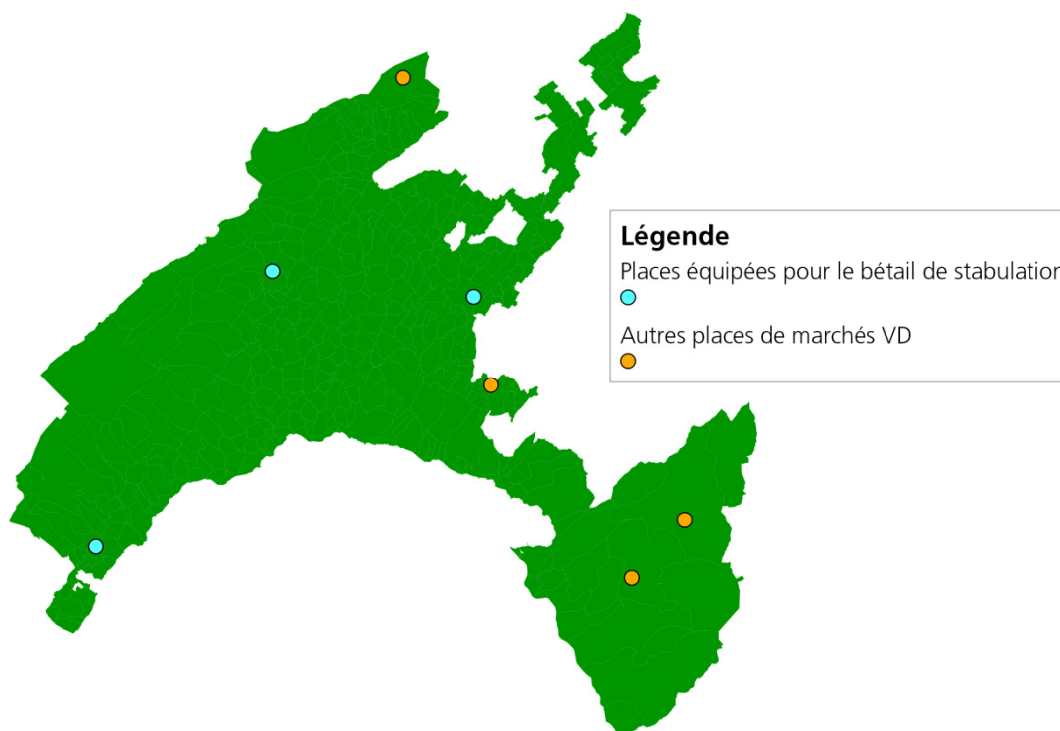 Légende
Places équipées pour le bétail de stabulation
Autres places de marchés VD